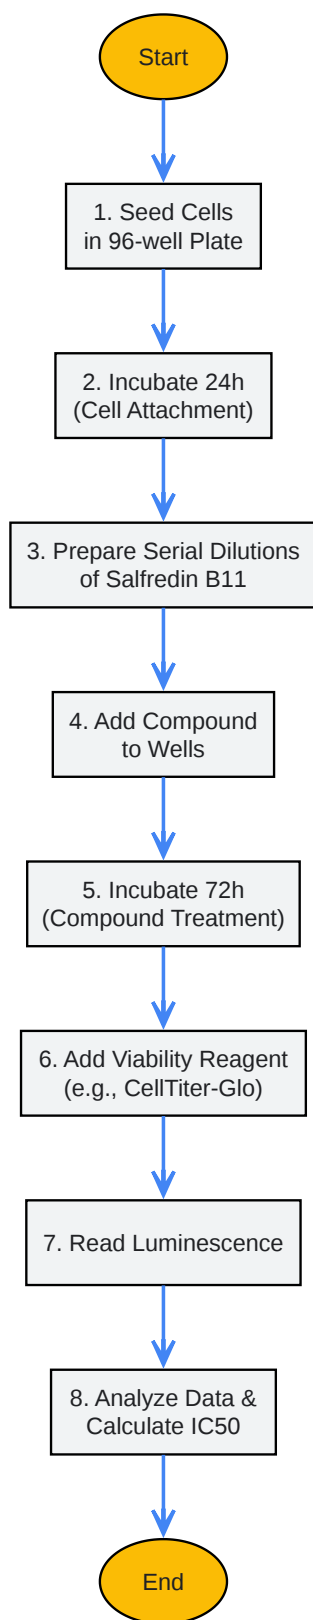 Start
1. Seed Cells
in 96-well Plate
2. Incubate 24h
(Cell Attachment)
3. Prepare Serial Dilutions
of Salfredin B11
4. Add Compound
to Wells
5. Incubate 72h
(Compound Treatment)
6. Add Viability Reagent
(e.g., CellTiter-Glo)
7. Read Luminescence
8. Analyze Data &
Calculate IC50
End